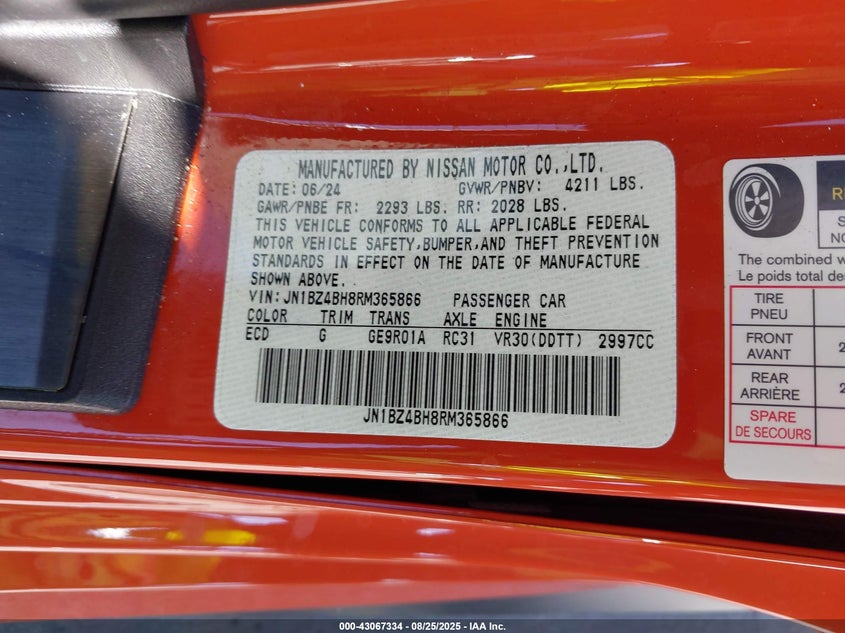 MANUFACTURED BY NISSAN MOTOR CO.,LTD.
DATE: 06/24 GVWR/PNBV: 4211 LBS.
GAWR/PNBE FR: 2293 LBS. RR: 2028 LBS.
THIS VEHICLE CONFORMS TO ALL APPLICABLE FEDERAL
MOTOR VEHICLE SAFETY,BUMPER,AND THEFT PREVENTION
STANDARDS IN EFFECT ON THE DATE OF MANUFACTURE
SHOWN ABOVE.
VIN:JN1BZ4BH8RM365866 PASSENGER CAR
COLOR TRIM TRANS AXLE ENGINE
ECD G GE9R01A RC31 VR30(DDTT) 2997CC
JN1BZ4BH8RM365866
The combined
Le poids total
TIRE
PNEU
FRONT
AVANT
REAR
ARRIÈRE
SPARE
DE SECOURS
000-43067334 - 08/25/2025 - IAA Inc.